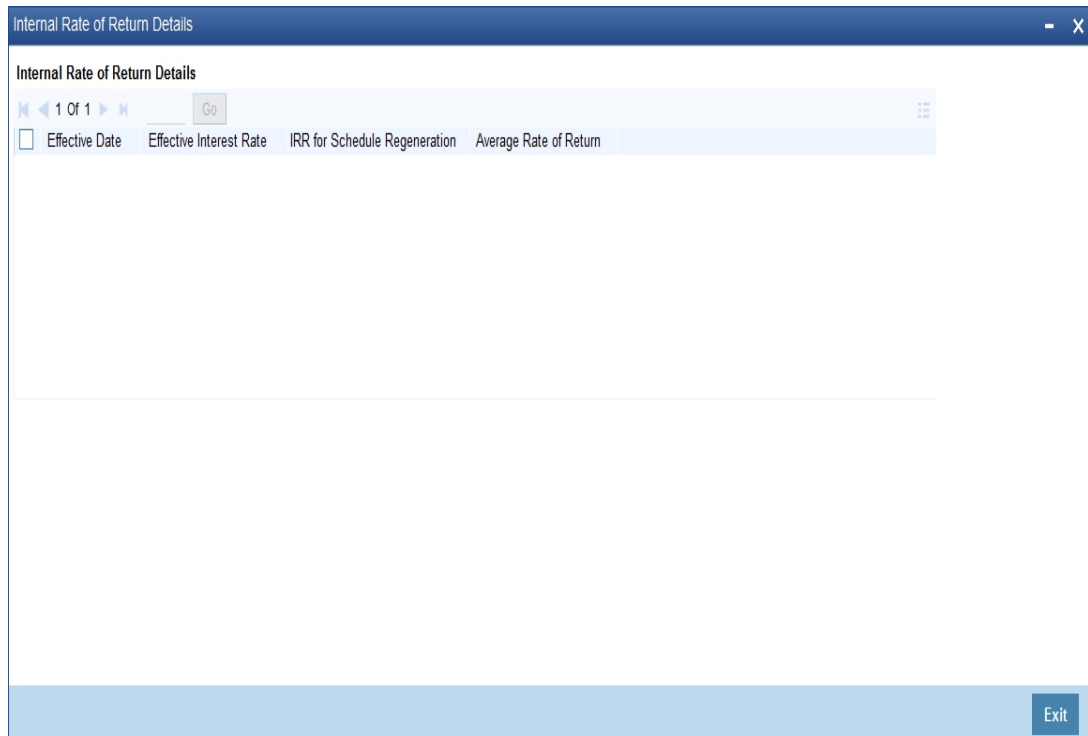 Internal Rate of Return Details - X
Internal Rate of Return Details
1 Of 1 Go
Effective Date Effective Interest Rate IRR for Schedule Regeneration Average Rate of Return
Exit